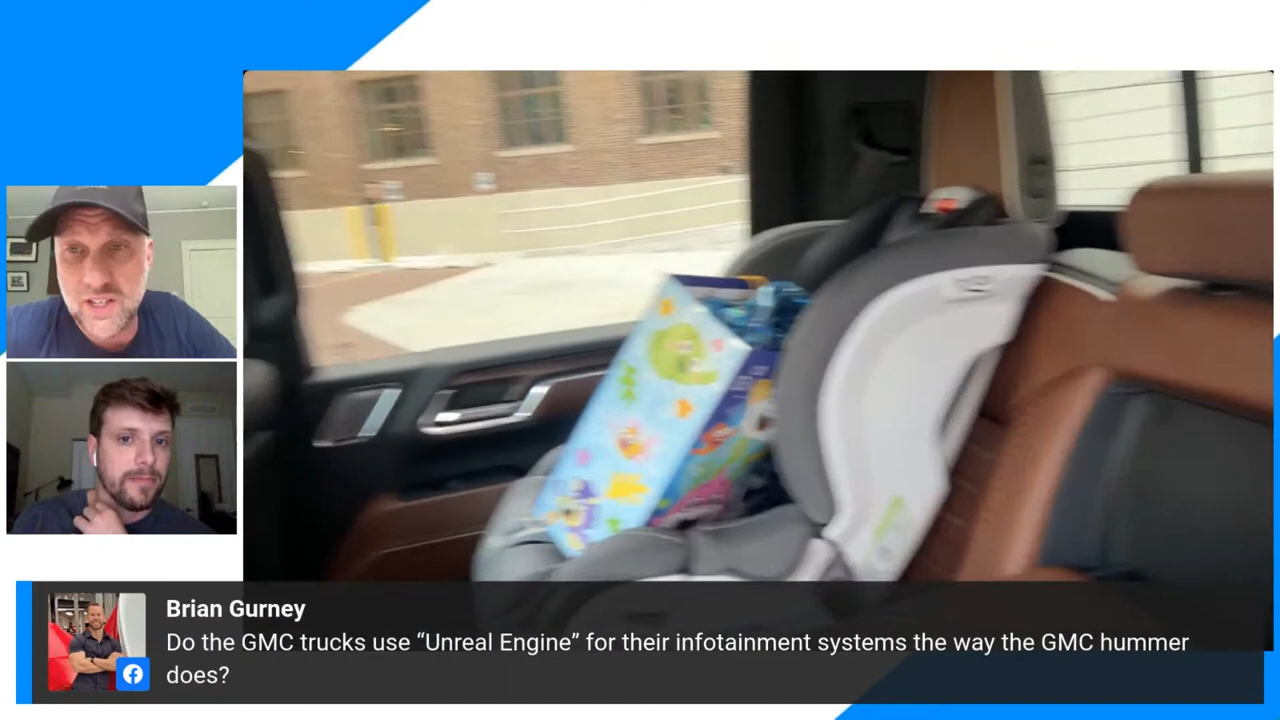 Brian Gurney
Do the GMC trucks use “Unreal Engine” for their infotainment systems the way the GMC hummer
does?